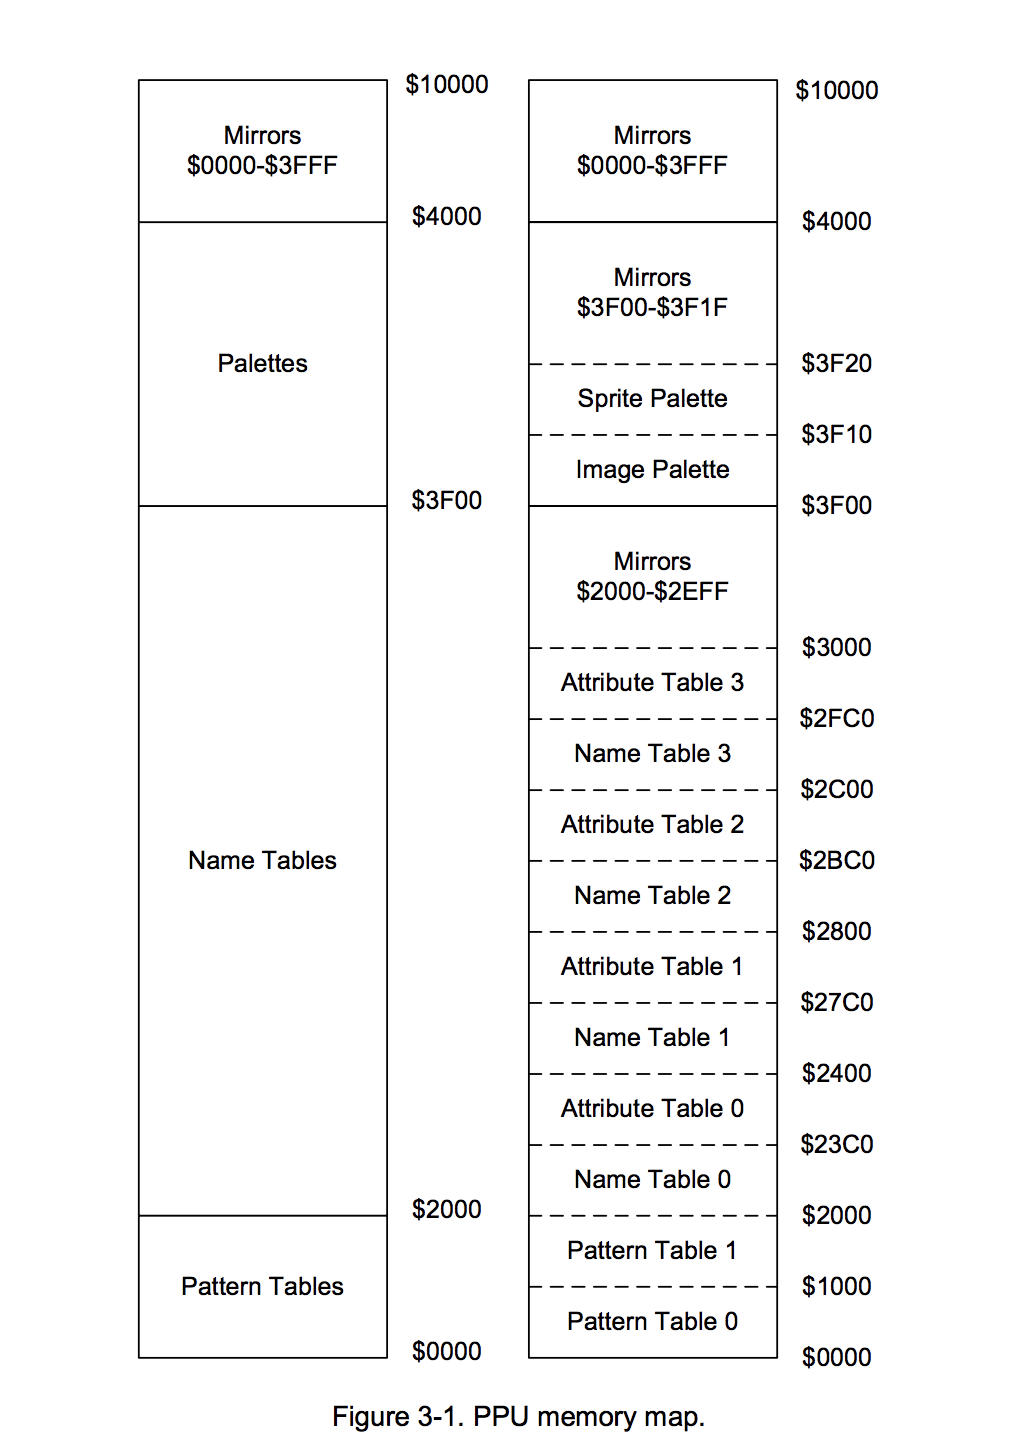 $10000
Mirrors
$0000-$3FFF
$4000
Palettes
$3F00
Name Tables
$2000
Pattern Tables
$0000
$10000
Mirrors
$0000-$3FFF
$4000
Mirrors
$3F00-$3F1F
$3F20
Sprite Palette
$3F10
Image Palette
$3F00
Mirrors
$2000-$2EFF
$3000
Attribute Table 3
$2FC0
Name Table 3
$2C00
Attribute Table 2
$2BC0
Name Table 2
$2800
Attribute Table 1
$27C0
Name Table 1
$2400
Attribute Table 0
$23C0
Name Table 0
$2000
Pattern Table 1
$1000
Pattern Table 0
$0000
Figure 3-1. PPU memory map.